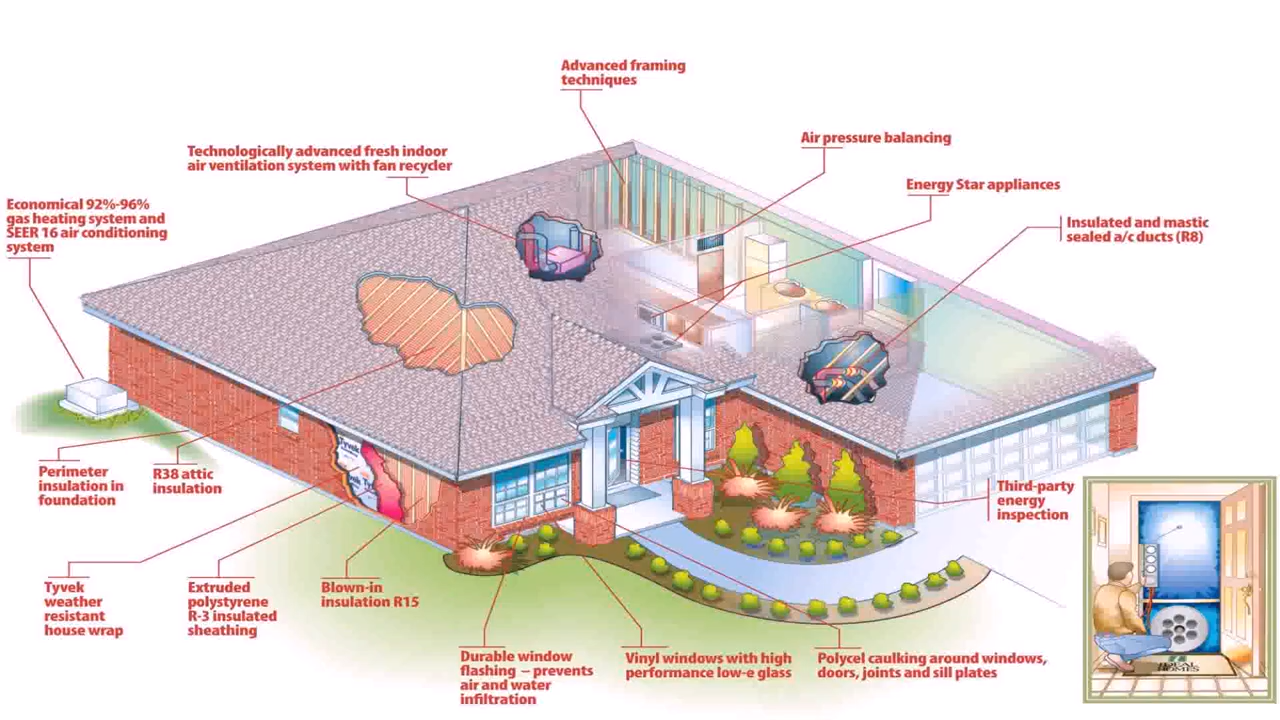 Advanced framing
techniques
Air pressure balancing
Technologically advanced fresh indoor
air ventilation system with fan recycler
Energy Star appliances
Economical 92%-96%
gas heating system and
SEER 16 air conditioning
system
Insulated and mastic
sealed a/c ducts (R8)
Perimeter
insulation in
foundation
R38 attic
insulation
Tyvek
Third-party
energy
inspection
Tyvek
weather
resistant
house wrap
Extruded
polystyrene
R-3 insulated
sheathing
Blown-in
insulation R15
Durable window
flashing – prevents
air and water
infiltration
Vinyl windows with high
performance low-e glass
Polycel caulking around windows,
doors, joints and sill plates
IDEAL
HOMES